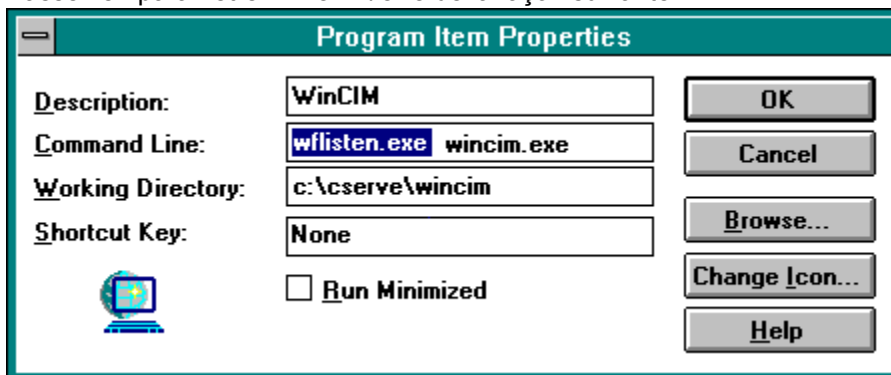 Program Item Properties
Description: WinCIM
Command Line: wflisten.exe wincim.exe
Working Directory: c:\cserve\wincim
Shortcut Key: None
Run Minimized
OK
Cancel
Browse...
Change Icon...
Help